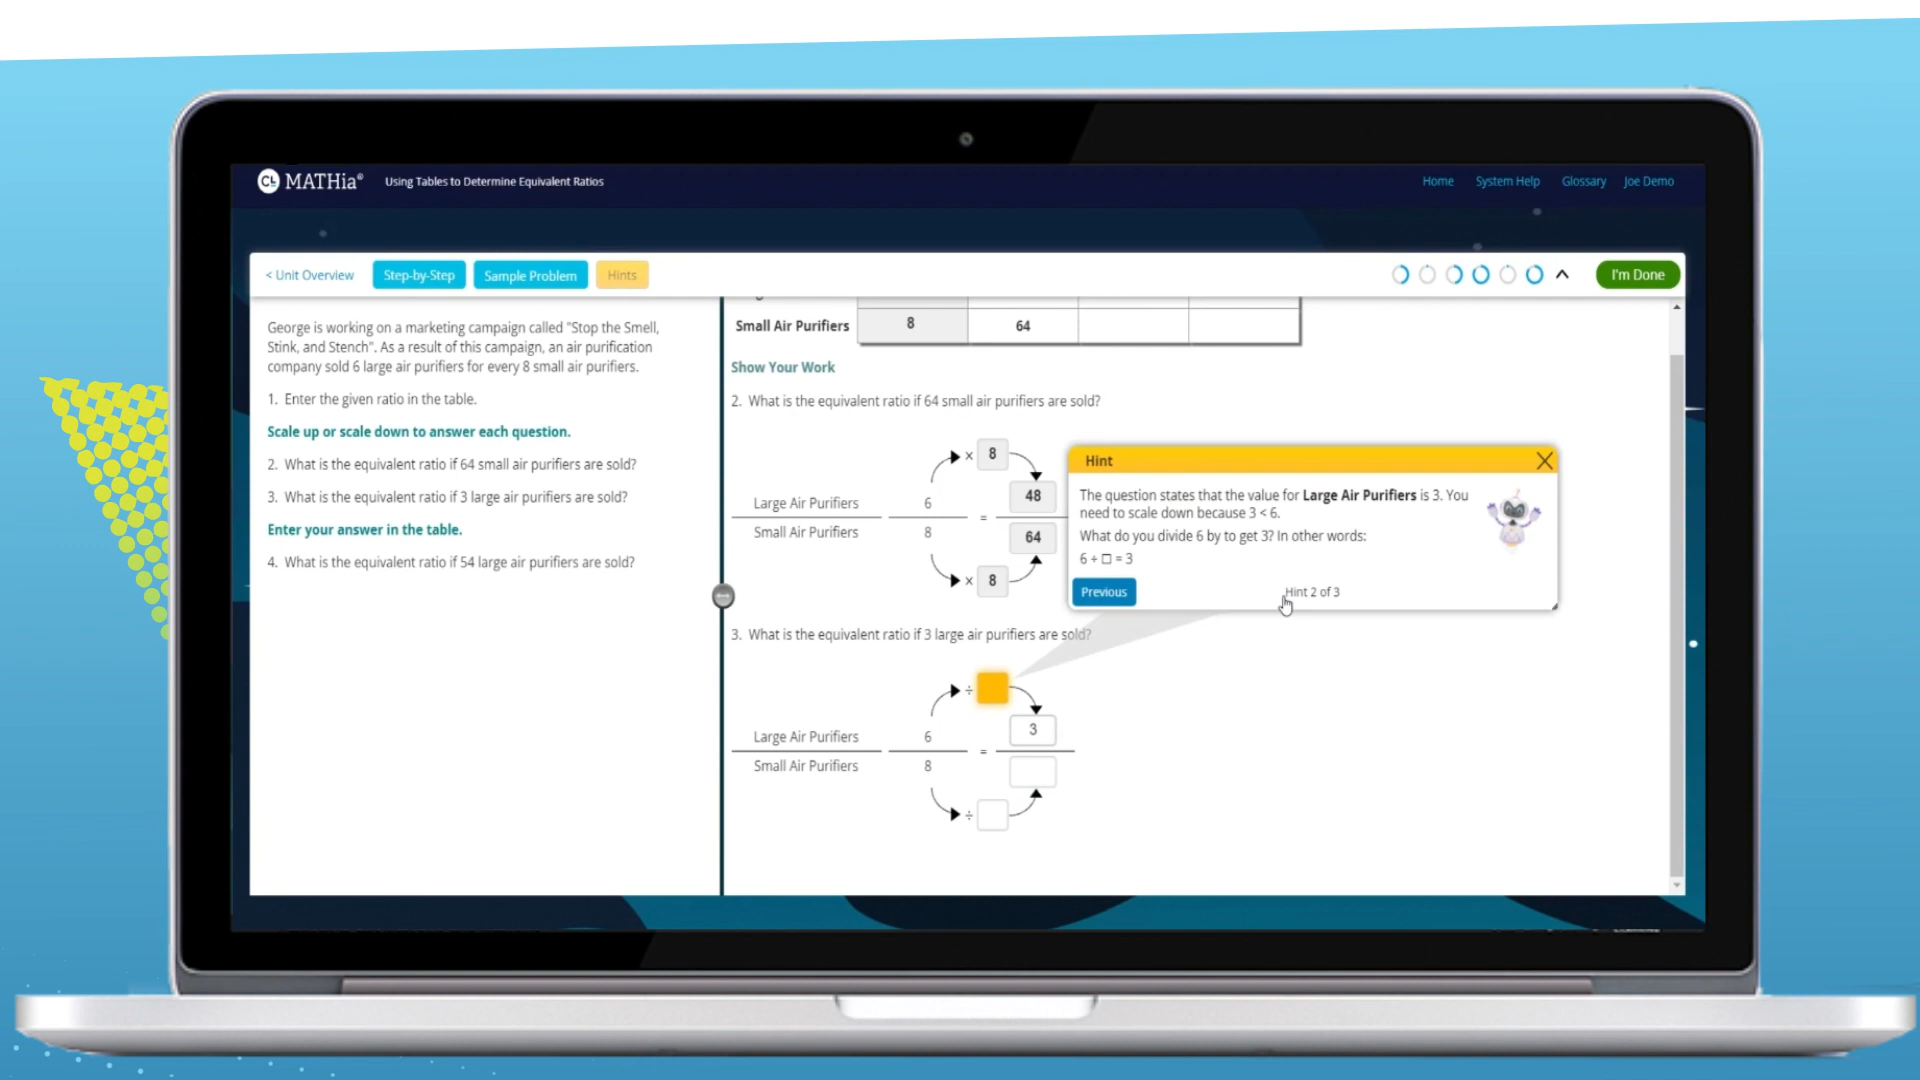 CL MATHia® Using Tables to Determine Equivalent Ratios Home System Help Glossary Joe Demo
< Unit Overview Step-by-Step Sample Problem Hints I'm Done
George is working on a marketing campaign called "Stop the Smell,
Stink, and Stench". As a result of this campaign, an air purification
company sold 6 large air purifiers for every 8 small air purifiers.
1. Enter the given ratio in the table.
Scale up or scale down to answer each question.
2. What is the equivalent ratio if 64 small air purifiers are sold?
3. What is the equivalent ratio if 3 large air purifiers are sold?
Enter your answer in the table.
4. What is the equivalent ratio if 54 large air purifiers are sold?
Small Air Purifiers 8 64
Show Your Work
2. What is the equivalent ratio if 64 small air purifiers are sold?
× 8
Large Air Purifiers 6 48
=
Small Air Purifiers 8 64
× 8
Hint
The question states that the value for Large Air Purifiers is 3. You
need to scale down because 3 < 6.
What do you divide 6 by to get 3? In other words:
6 ÷ □ = 3
Previous Hint 2 of 3
3. What is the equivalent ratio if 3 large air purifiers are sold?
÷
Large Air Purifiers 6 3
=
Small Air Purifiers 8
÷